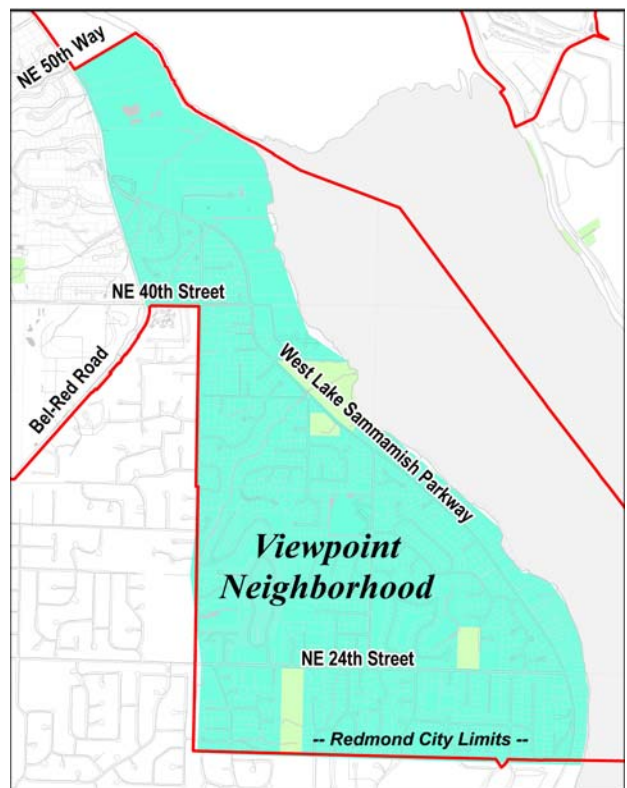 NE 50th Way
NE 40th Street
Bel-Red Road
West Lake Sammamish Parkway
Viewpoint
Neighborhood
NE 24th Street
-- Redmond City Limits --